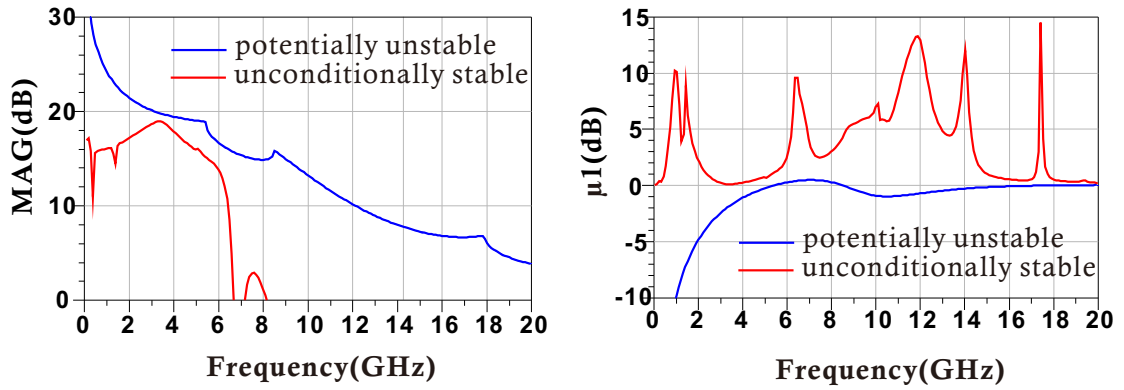 MAG(dB)
30
20
10
0
potentially unstable
unconditionally stable
0 2 4 6 8 10 12 14 16 18 20
Frequency(GHz)
µ1(dB)
15
10
5
0
-5
-10
potentially unstable
unconditionally stable
0 2 4 6 8 10 12 14 16 18 20
Frequency(GHz)